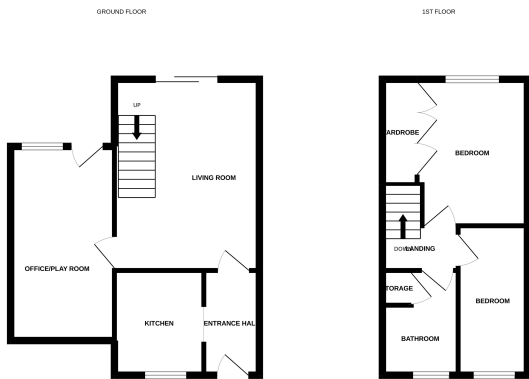 GROUND FLOOR
1ST FLOOR
UP
LIVING ROOM
OFFICE/PLAY ROOM
KITCHEN
ENTRANCE HAL
ARDROBE
BEDROOM
DOWN
LANDING
TORAGE
BEDROOM
BATHROOM